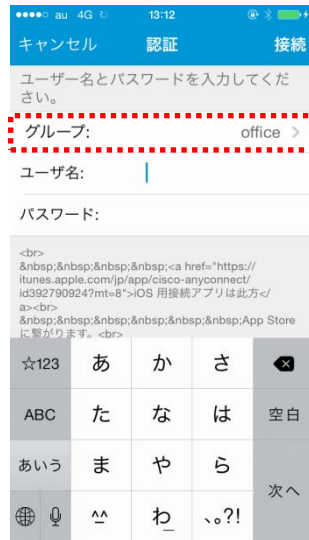 au 4G 13:12
キャンセル 認証 接続
ユーザー名とパスワードを入力してくだ
さい。
グループ: office >
ユーザ名:
パスワード:
<br>
&nbsp;&nbsp;&nbsp;&nbsp;<a href="https://
itunes.apple.com/jp/app/cisco-anyconnect/
id392790924?mt=8">iOS 用接続アプリは此方</
a><br>
&nbsp;&nbsp;&nbsp;&nbsp;&nbsp;&nbsp;App Store
に繋がります。<br>
☆123 あ か さ
ABC た な は 空白
あいう ま や ら
次へ
^^ わ_ 、。?!